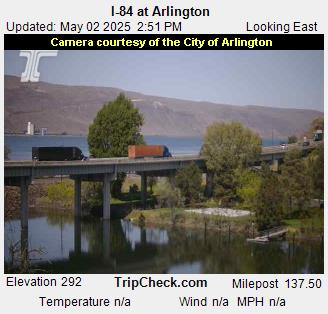 I-84 at Arlington
Updated: May 02 2025 2:51 PM Looking East
Camera courtesy of the City of Arlington
Elevation 292 TripCheck.com Milepost 137.50
Temperature n/a Wind n/a MPH n/a